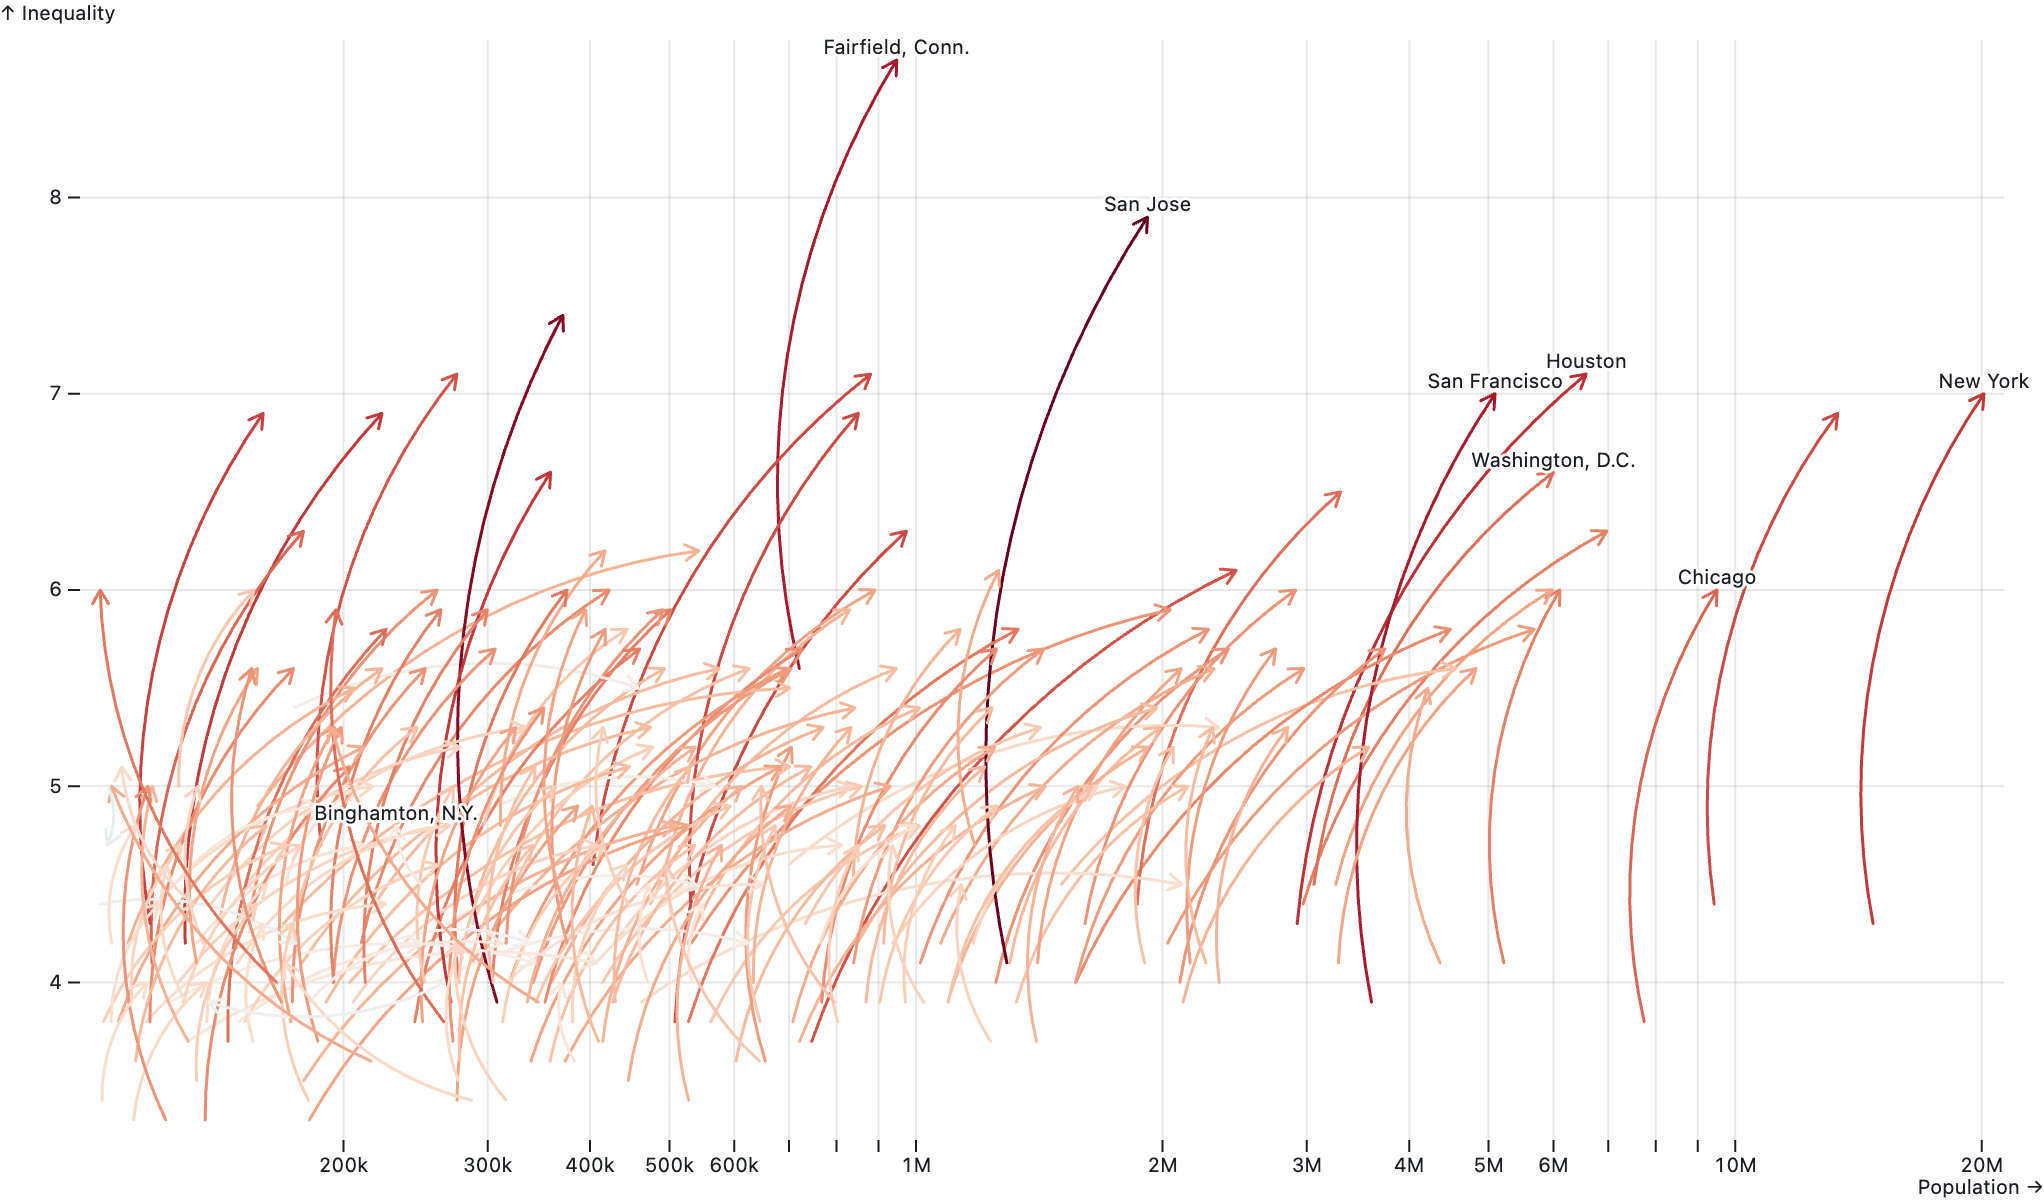 ↑ Inequality
Fairfield, Conn.
8
San Jose
Houston
San Francisco
New York
7
Washington, D.C.
6
Chicago
5
Binghamton, N.Y.
4
200k 300k 400k 500k 600k 1M 2M 3M 4M 5M 6M 10M 20M
Population →